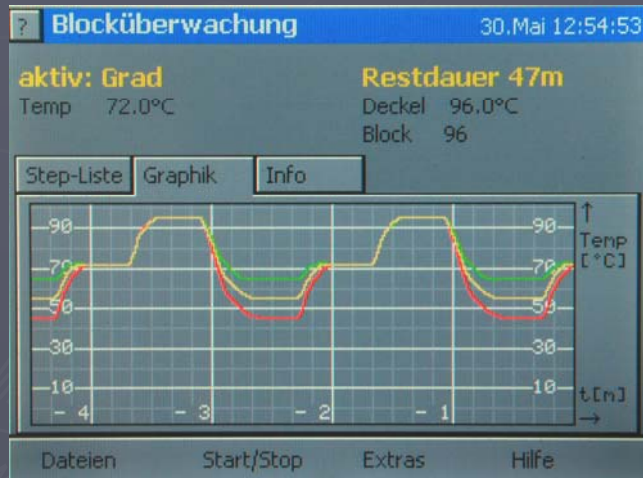 ? Blocküberwachung 30.Mai 12:54:53
aktiv: Grad Restdauer 47m
Temp 72.0°C Deckel 96.0°C
Block 96
Step-Liste Graphik Info
90 90 ↑
Temp
70 70 [°C]
50 50
30 30
10 10 t[m]
- 4 - 3 - 2 - 1 →
Dateien Start/Stop Extras Hilfe